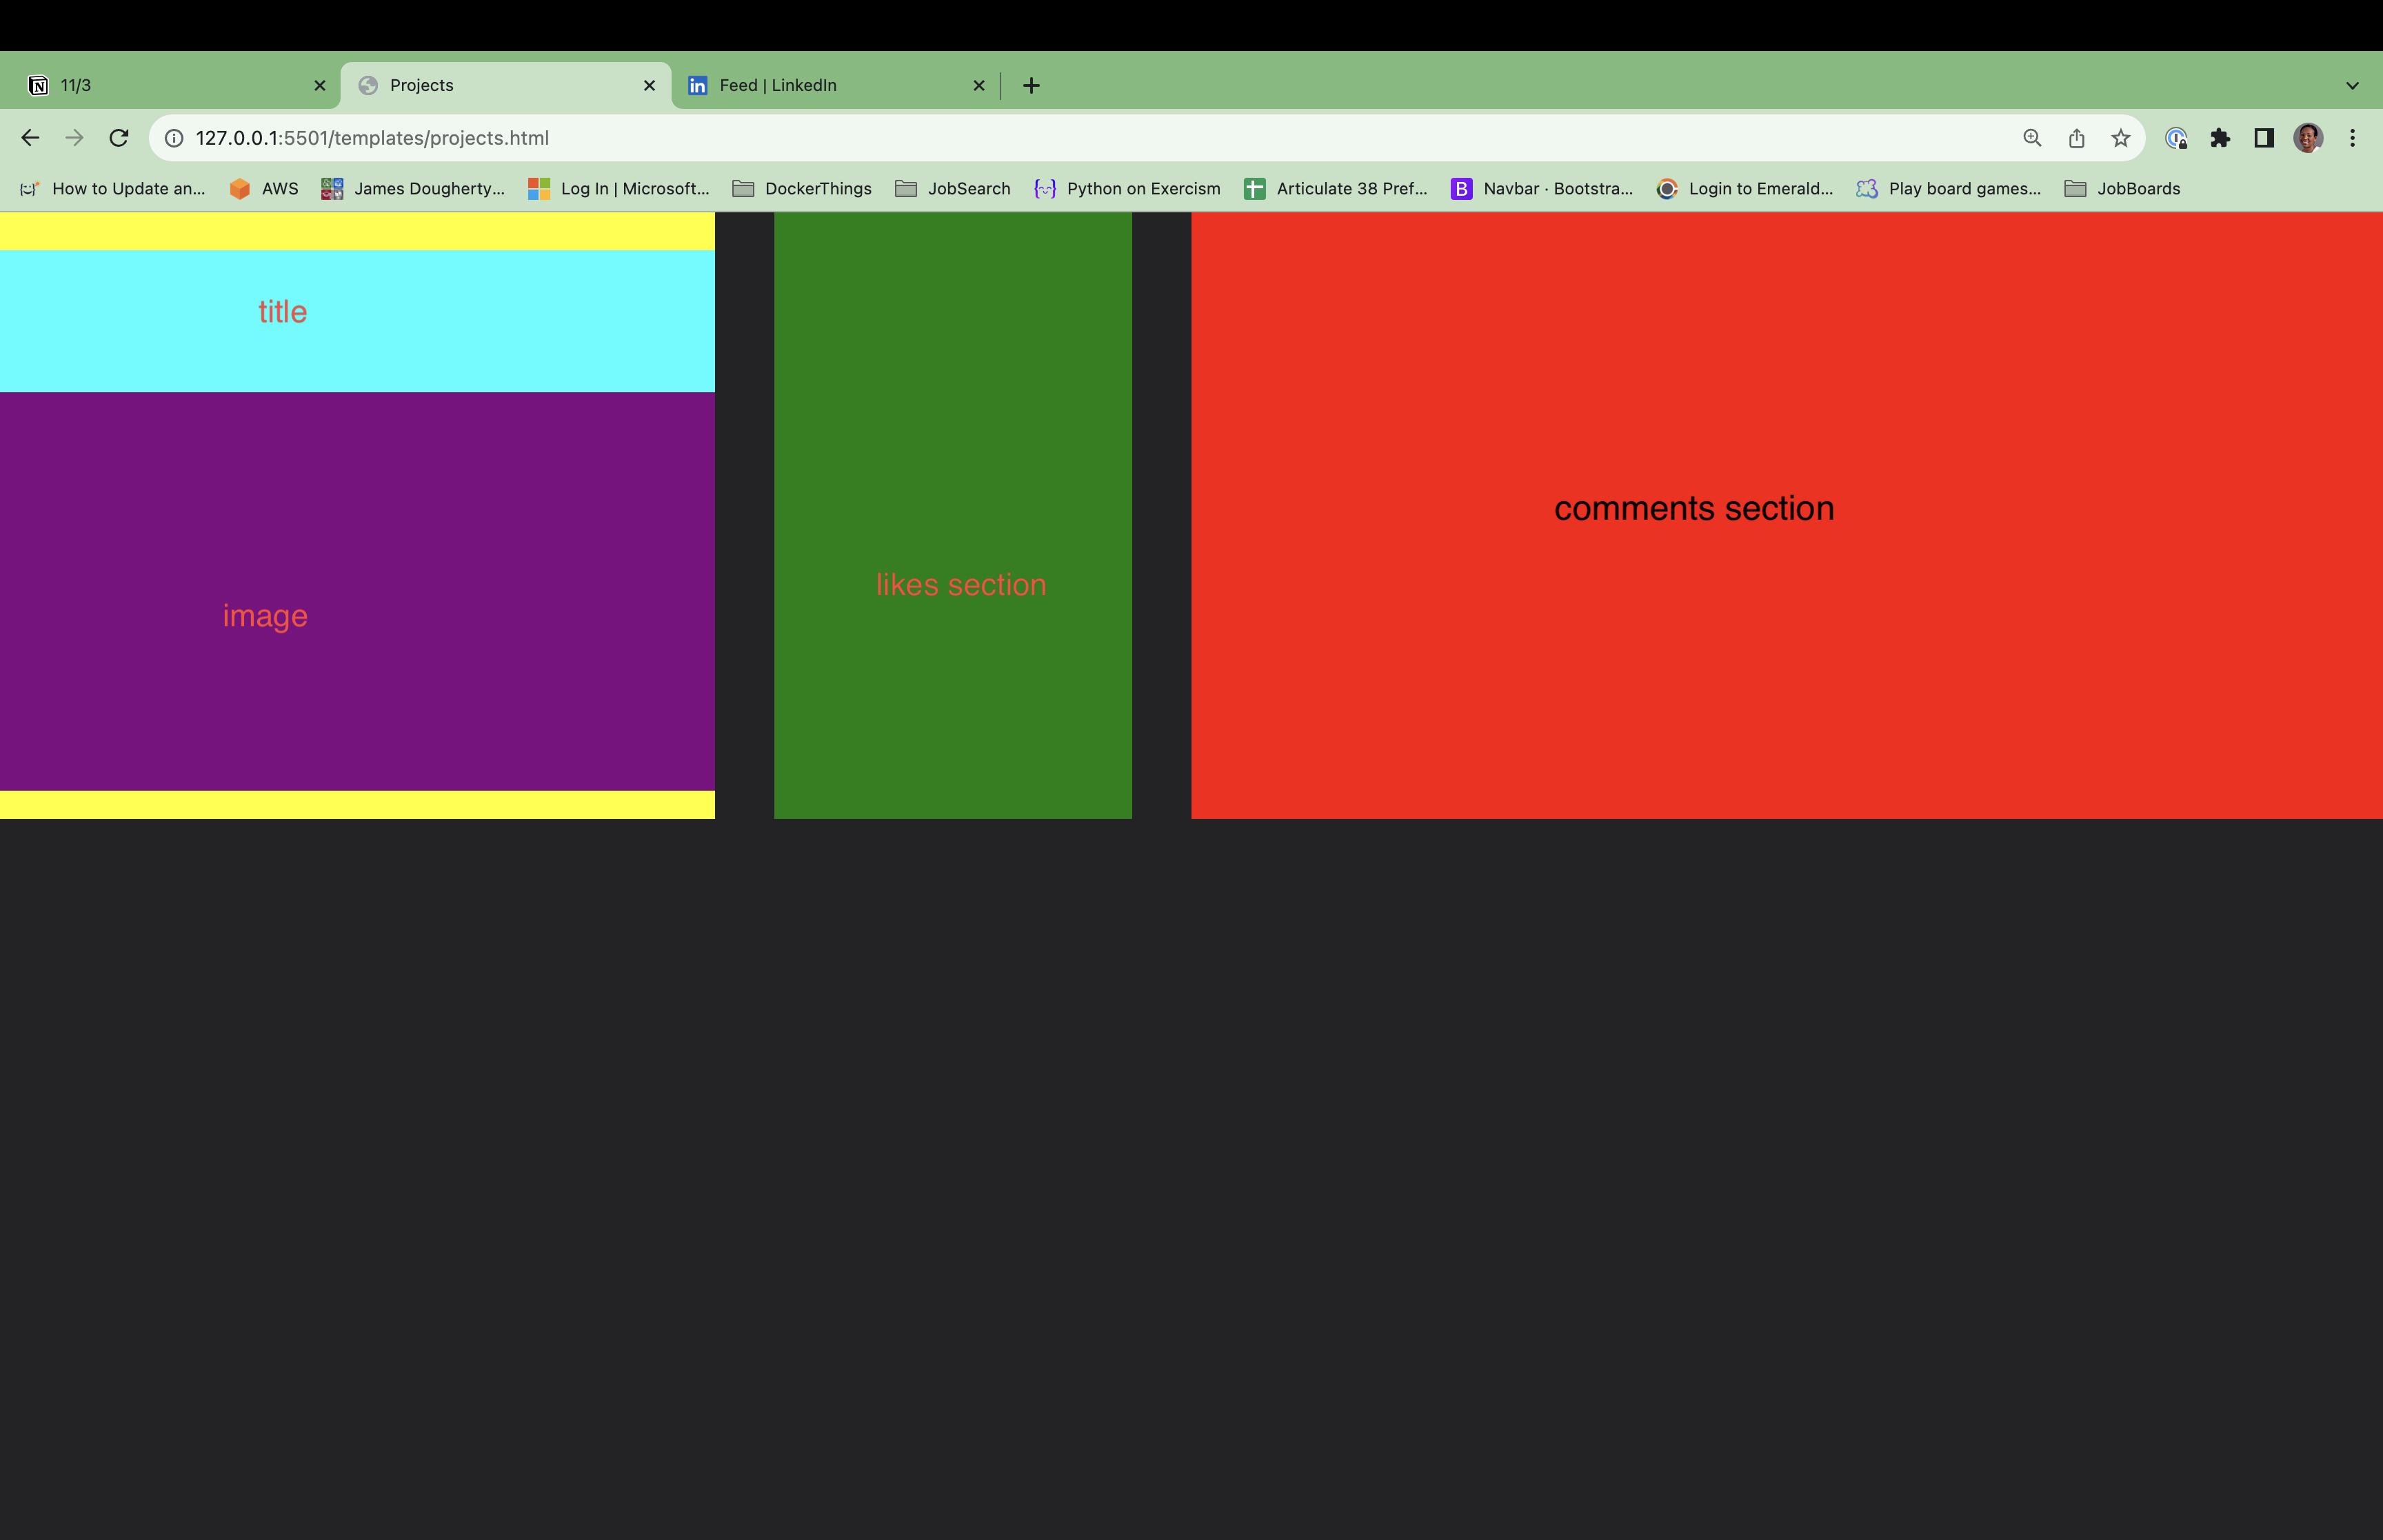 11/3
Projects
Feed | LinkedIn
127.0.0.1:5501/templates/projects.html
How to Update an...
AWS
James Dougherty...
Log In | Microsoft...
DockerThings
JobSearch
Python on Exercism
Articulate 38 Pref...
B
Navbar · Bootstra...
Login to Emerald...
Play board games...
JobBoards
title
image
likes section
comments section